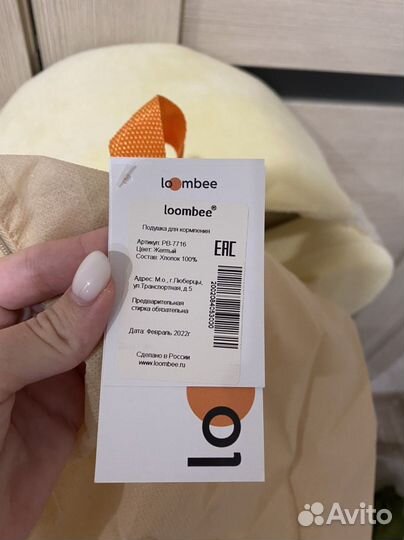 loombee
loombee®
Подушка для кормления
Артикул: PB-7716
Цвет: Желтый
Состав: Хлопок 100%
EAC
Адрес: М.о., г.Люберцы,
ул.Транспортная, д.5
Предварительная
стирка обязательна
Дата: Февраль 2022г
Сделано в России
www.loombee.ru
01
Avito